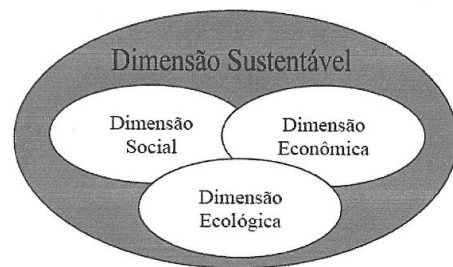 Dimensão Sustentável
Dimensão
Social
Dimensão
Econômica
Dimensão
Ecológica